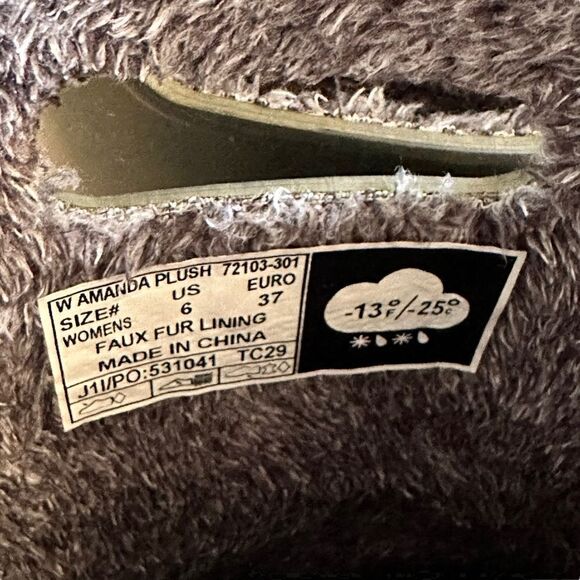 W AMANDA PLUSH 72103-301
SIZE# US EURO
WOMENS 6 37
FAUX FUR LINING
MADE IN CHINA
J1I/PO:531041 TC29
-13°F/-25°C